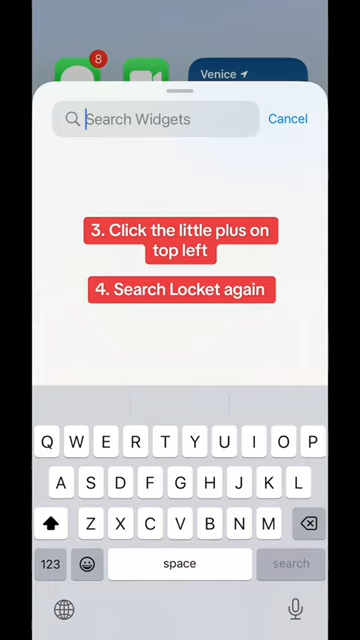 8
Venice
Search Widgets
Cancel
3. Click the little plus on
top left
4. Search Locket again
Q W E R T Y U I O P
A S D F G H J K L
Z X C V B N M
123
space
search